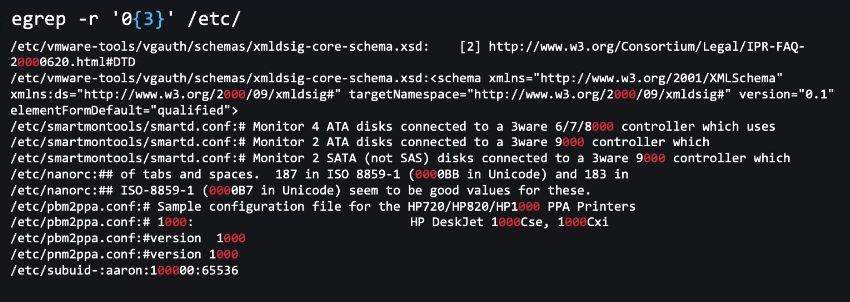 egrep -r '0{3}' /etc/
/etc/vmware-tools/vgauth/schemas/xmldsig-core-schema.xsd:    [2] http://www.w3.org/Consortium/Legal/IPR-FAQ-
20000620.html#DTD
/etc/vmware-tools/vgauth/schemas/xmldsig-core-schema.xsd:<schema xmlns="http://www.w3.org/2001/XMLSchema"
xmlns:ds="http://www.w3.org/2000/09/xmldsig#" targetNamespace="http://www.w3.org/2000/09/xmldsig#" version="0.1"
elementFormDefault="qualified">
/etc/smartmontools/smartd.conf:# Monitor 4 ATA disks connected to a 3ware 6/7/8000 controller which uses
/etc/smartmontools/smartd.conf:# Monitor 2 ATA disks connected to a 3ware 9000 controller which
/etc/smartmontools/smartd.conf:# Monitor 2 SATA (not SAS) disks connected to a 3ware 9000 controller which
/etc/nanorc:## of tabs and spaces.  187 in ISO 8859-1 (0000BB in Unicode) and 183 in
/etc/nanorc:## ISO-8859-1 (0000B7 in Unicode) seem to be good values for these.
/etc/pbm2ppa.conf:# Sample configuration file for the HP720/HP820/HP1000 PPA Printers
/etc/pbm2ppa.conf:# 1000:                          HP DeskJet 1000Cse, 1000Cxi
/etc/pbm2ppa.conf:#version  1000
/etc/pnm2ppa.conf:#version 1000
/etc/subuid-:aaron:100000:65536